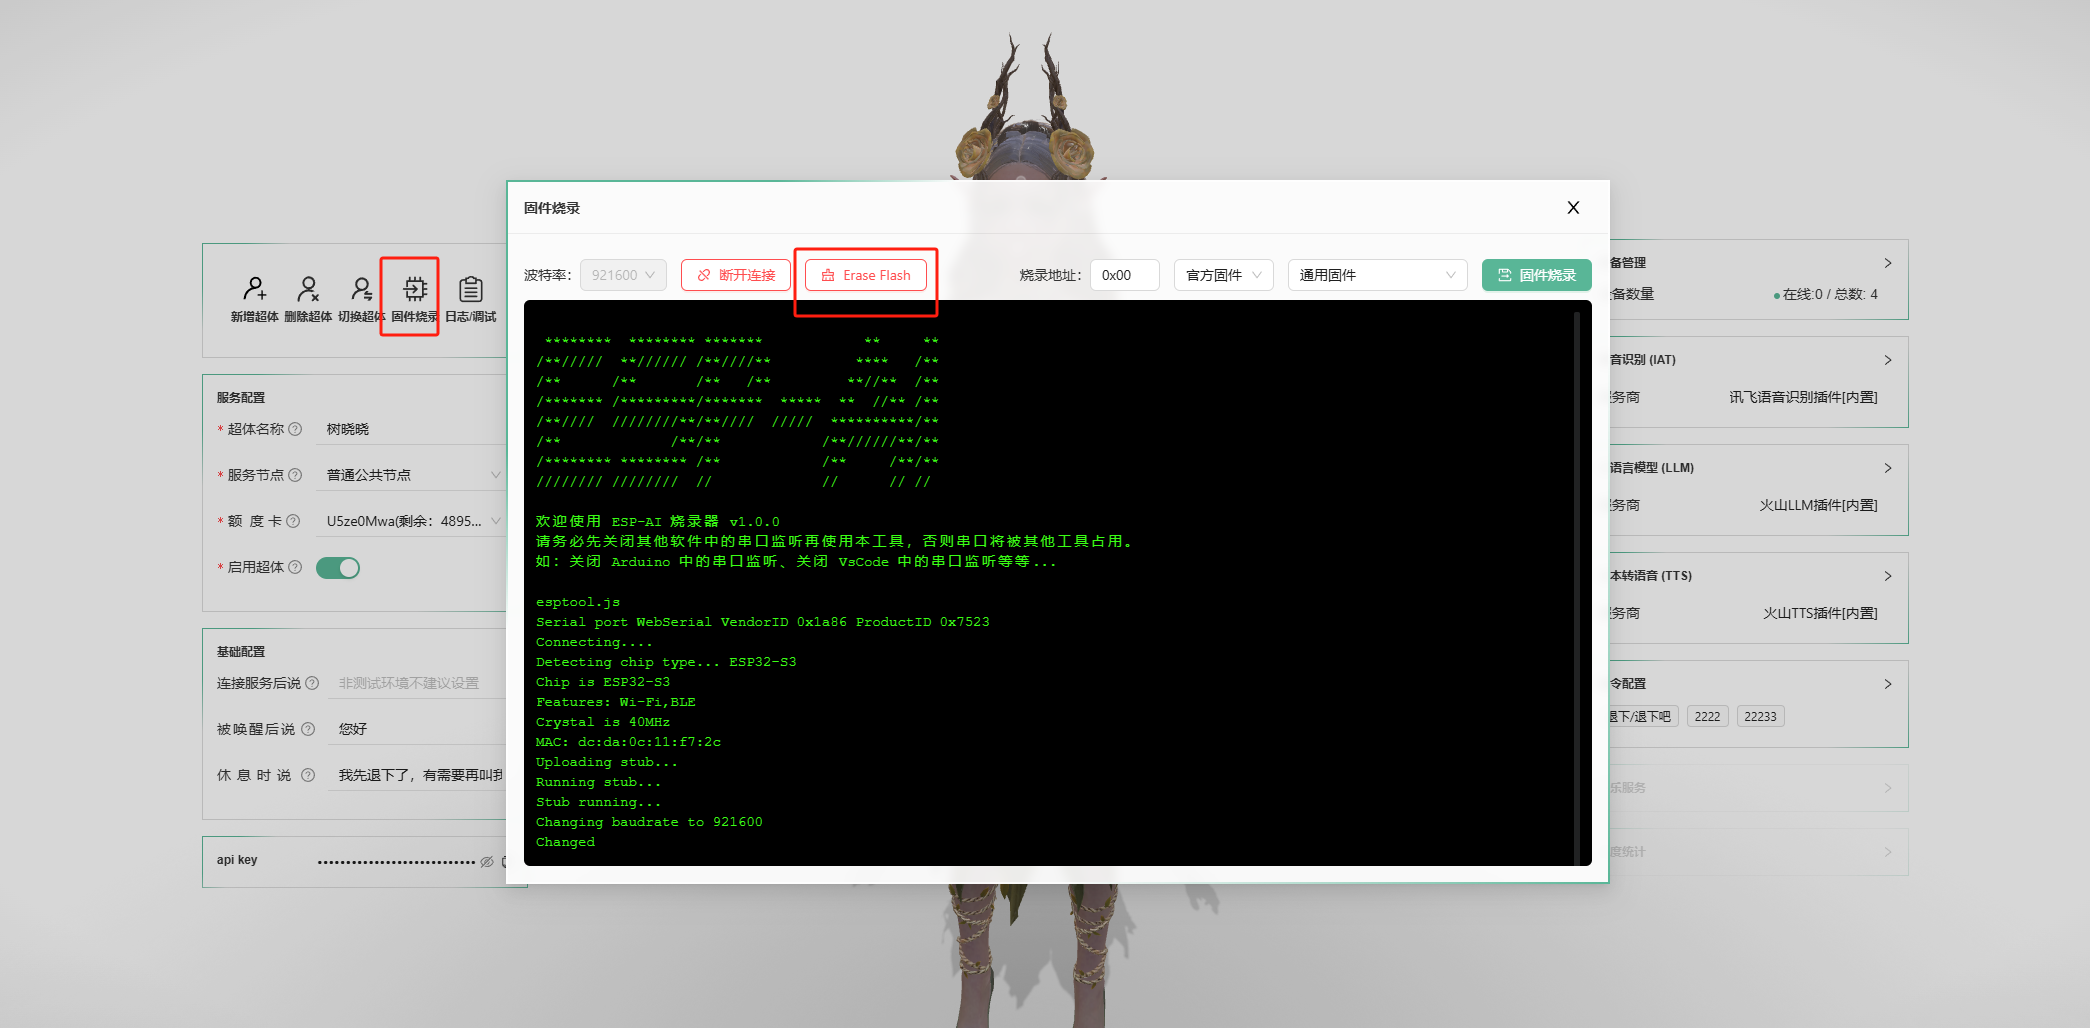 固件烧录
X
波特率：
921600
断开连接
Erase Flash
烧录地址：
0x00
官方固件
通用固件
固件烧录
欢迎使用 ESP-AI 烧录器 v1.0.0
请务必先关闭其他软件中的串口监听再使用本工具，否则串口将被其他工具占用。
如：关闭 Arduino 中的串口监听、关闭 VsCode 中的串口监听等等...
esptool.js
Serial port WebSerial VendorID 0x1a86 ProductID 0x7523
Connecting....
Detecting chip type... ESP32-S3
Chip is ESP32-S3
Features: Wi-Fi,BLE
Crystal is 40MHz
MAC: dc:da:0c:11:f7:2c
Uploading stub...
Running stub...
Stub running...
Changing baudrate to 921600
Changed
新增超体
删除超体
切换超体
固件烧录
日志/调试
服务配置
* 超体名称
树晓晓
* 服务节点
普通公共节点
* 额 度 卡
U5ze0Mwa(剩余：4895...
* 启用超体
基础配置
连接服务后说
非测试环境不建议设置
被唤醒后说
您好
休 息 时 说
我先退下了，有需要再叫我
api key
备管理
备数量
在线:0 / 总数: 4
音识别 (IAT)
务商
讯飞语音识别插件[内置]
语言模型 (LLM)
务商
火山LLM插件[内置]
本转语音 (TTS)
务商
火山TTS插件[内置]
令配置
退下/退下吧
2222
22233
乐服务
度统计